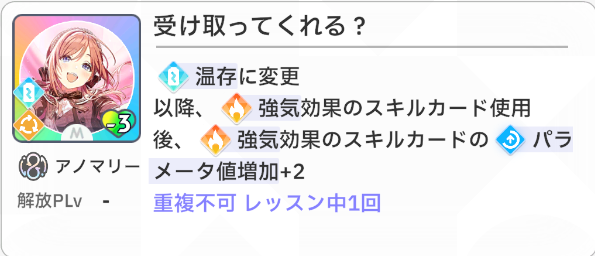 受け取ってくれる？
温存に変更
以降、強気効果のスキルカード使用
後、強気効果のスキルカードのパラ
メータ値増加+2
重複不可 レッスン中1回
M
-3
アノマリー
解放PLv -